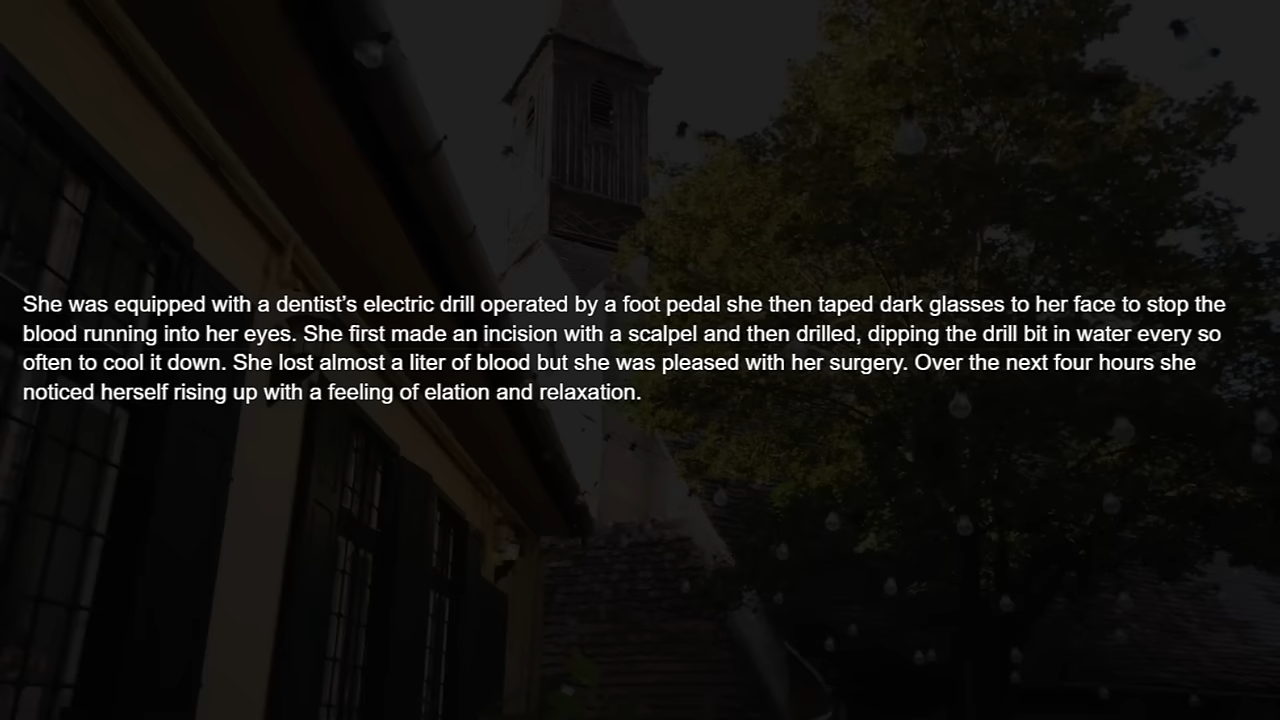 She was equipped with a dentist’s electric drill operated by a foot pedal she then taped dark glasses to her face to stop the
blood running into her eyes. She first made an incision with a scalpel and then drilled, dipping the drill bit in water every so
often to cool it down. She lost almost a liter of blood but she was pleased with her surgery. Over the next four hours she
noticed herself rising up with a feeling of elation and relaxation.